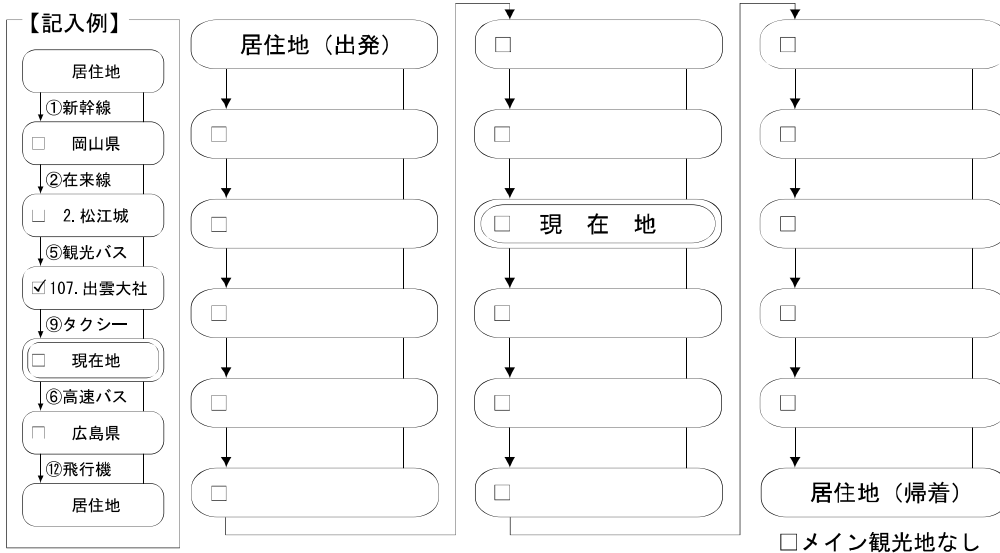 【記入例】
居住地
①新幹線
□ 岡山県
②在来線
□ 2.松江城
⑤観光バス
☑107.出雲大社
⑨タクシー
□ 現在地
⑥高速バス
□ 広島県
⑫飛行機
居住地
居住地（出発）
□
□
□
□
□
□
□
□ 現 在 地
□
□
□
□
□
□
□
□
居住地（帰着）
□メイン観光地なし